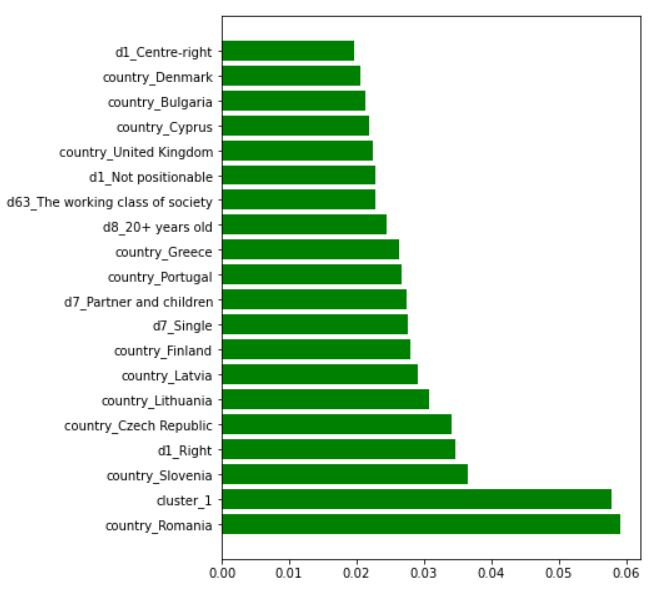 d1_Centre-right
country_Denmark
country_Bulgaria
country_Cyprus
country_United Kingdom
d1_Not positionable
d63_The working class of society
d8_20+ years old
country_Greece
country_Portugal
d7_Partner and children
d7_Single
country_Finland
country_Latvia
country_Lithuania
country_Czech Republic
d1_Right
country_Slovenia
cluster_1
country_Romania
0.00 0.01 0.02 0.03 0.04 0.05 0.06